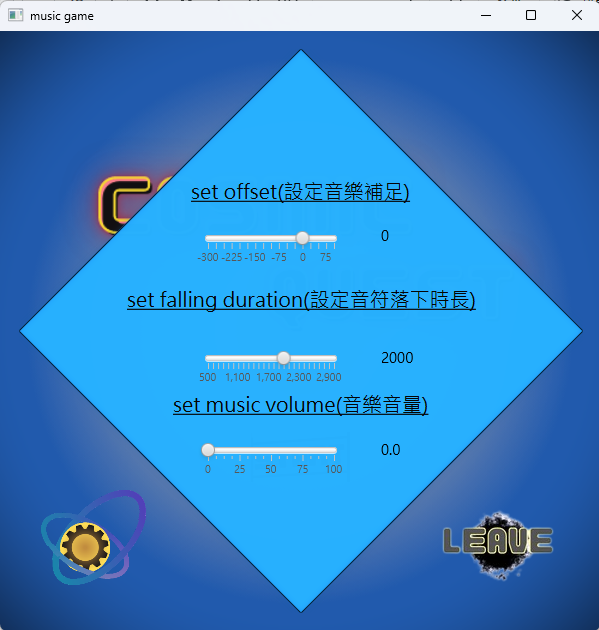 music game
set offset(設定音樂補足)
0
-300 -225 -150 -75 0 75
set falling duration(設定音符落下時長)
2000
500 1,100 1,700 2,300 2,900
set music volume(音樂音量)
0.0
0 25 50 75 100
LEAVE